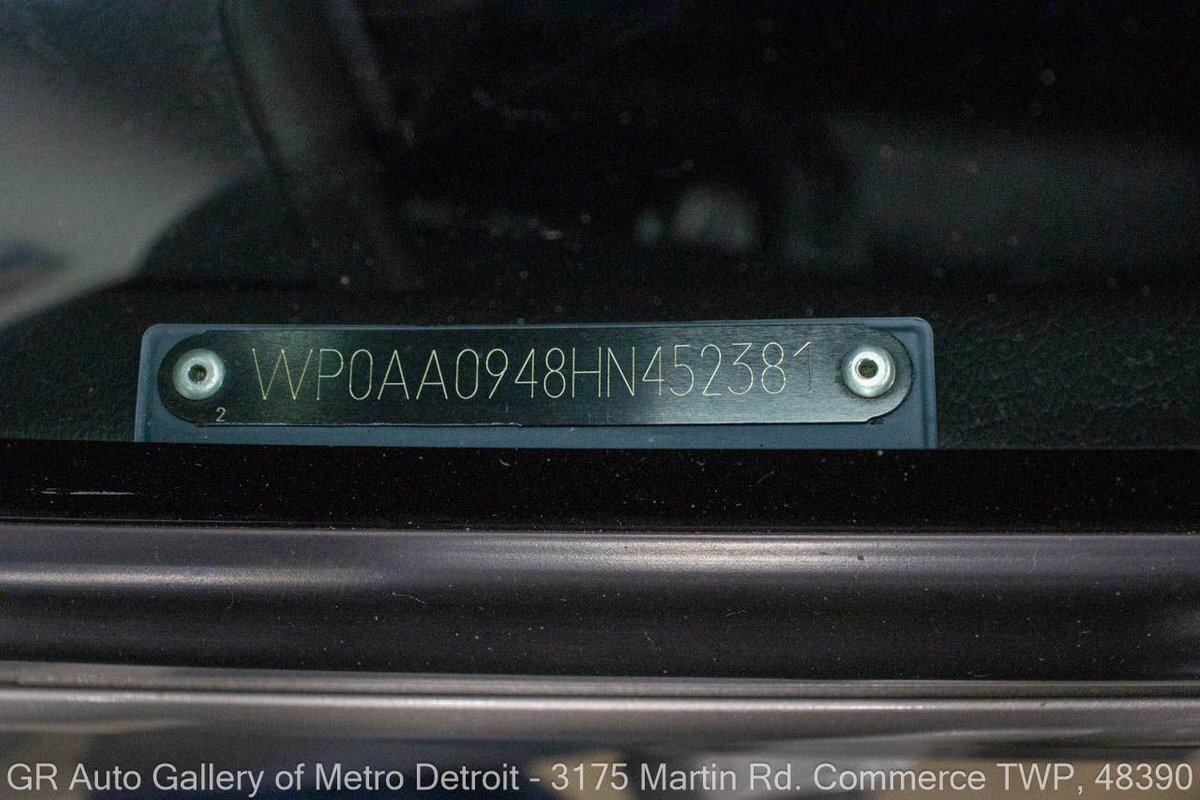 WP0AA0948HN452381
2
GR Auto Gallery of Metro Detroit - 3175 Martin Rd. Commerce TWP, 48390